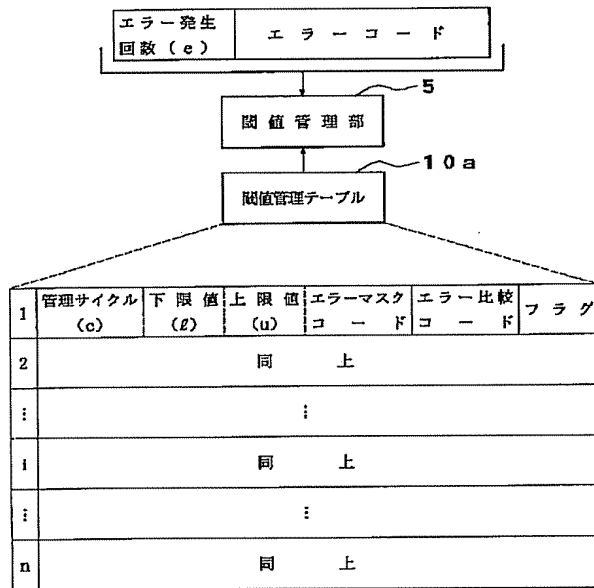 エラー発生 エラーコード
回数(e)
5
閾値管理部
10a
閾値管理テーブル
1 管理サイクル 下限値 上限値 エラーマスク エラー比較 フラグ
(c) (ℓ) (u) コード コード
2 同上
⋮ ⋮
i 同上
⋮ ⋮
n 同上